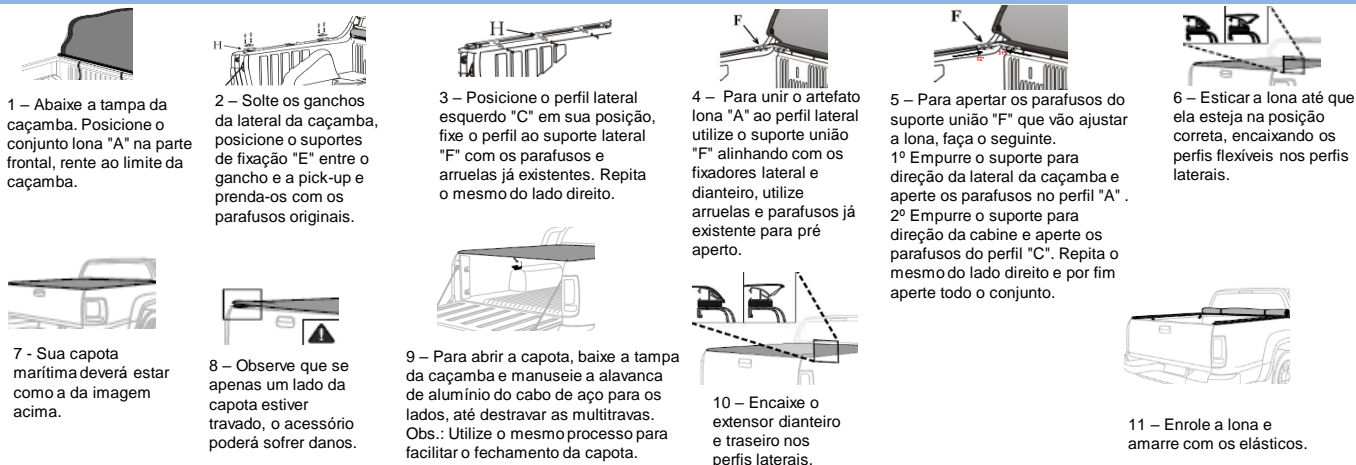 1 – Abaixe a tampa da
caçamba. Posicione o
conjunto lona "A" na parte
frontal, rente ao limite da
caçamba.
H
2 – Solte os ganchos
da lateral da caçamba,
posicione o suportes
de fixação "E" entre o
gancho e a pick-up e
prenda-os com os
parafusos originais.
H
3 – Posicione o perfil lateral
esquerdo "C" em sua posição,
fixe o perfil ao suporte lateral
"F" com os parafusos e
arruelas já existentes. Repita
o mesmo do lado direito.
F
4 – Para unir o artefato
lona "A" ao perfil lateral
utilize o suporte união
"F" alinhando com os
fixadores lateral e
dianteiro, utilize
arruelas e parafusos já
existente para pré
aperto.
F
5 – Para apertar os parafusos do
suporte união "F" que vão ajustar
a lona, faça o seguinte.
1º Empurre o suporte para
direção da lateral da caçamba e
aperte os parafusos no perfil "A" .
2º Empurre o suporte para
direção da cabine e aperte os
parafusos do perfil "C". Repita o
mesmo do lado direito e por fim
aperte todo o conjunto.
6 – Esticar a lona até que
ela esteja na posição
correta, encaixando os
perfis flexíveis nos perfis
laterais.
7 - Sua capota
marítima deverá estar
como a da imagem
acima.
8 – Observe que se
apenas um lado da
capota estiver
travado, o acessório
poderá sofrer danos.
9 – Para abrir a capota, baixe a tampa
da caçamba e manuseie a alavanca
de alumínio do cabo de aço para os
lados, até destravar as multitravas.
Obs.: Utilize o mesmo processo para
facilitar o fechamento da capota.
10 – Encaixe o
extensor dianteiro
e traseiro nos
perfis laterais.
11 – Enrole a lona e
amarre com os elásticos.